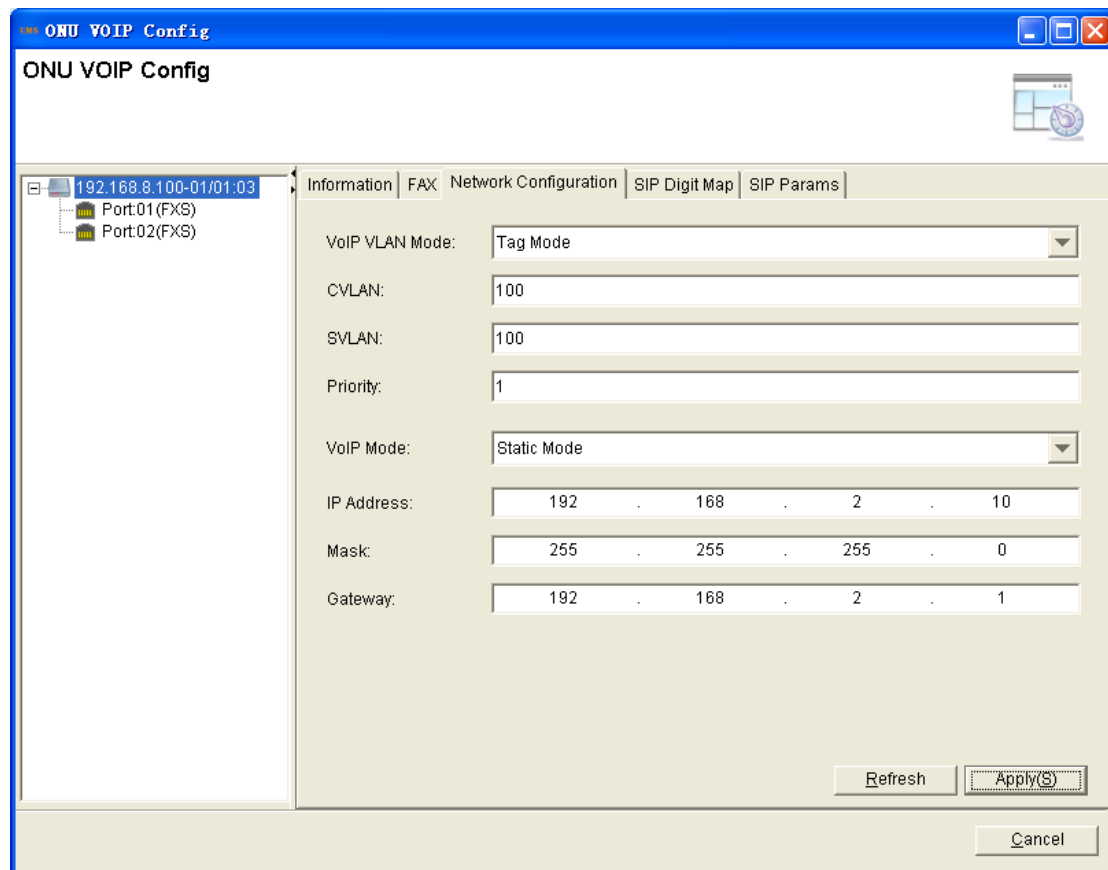 EMS ONU VOIP Config
ONU VOIP Config
192.168.8.100-01/01:03
Port:01(FXS)
Port:02(FXS)
Information FAX Network Configuration SIP Digit Map SIP Params
VoIP VLAN Mode: Tag Mode
CVLAN: 100
SVLAN: 100
Priority: 1
VoIP Mode: Static Mode
IP Address: 192 . 168 . 2 . 10
Mask: 255 . 255 . 255 . 0
Gateway: 192 . 168 . 2 . 1
Refresh Apply(S)
Cancel